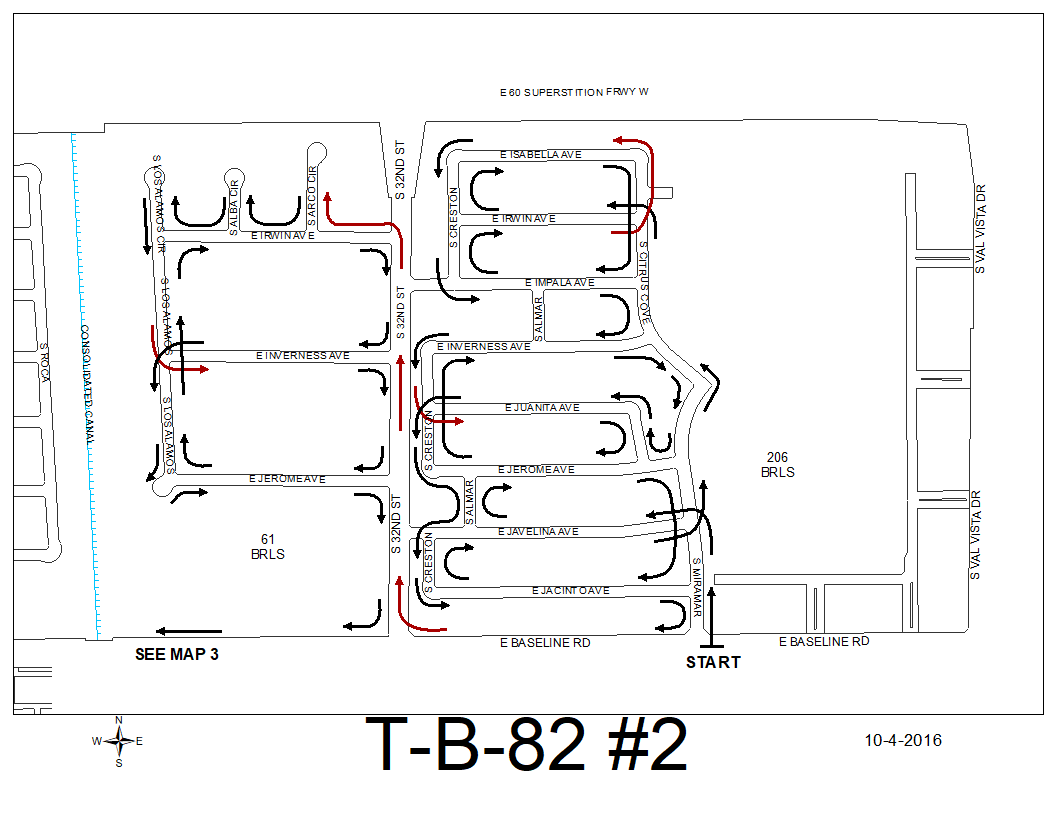 E 60 SUPERSTITION FRWY W
S LOS ALAMOS CIR
S ALBA CIR
S ARCO CIR
S 32ND ST
E ISABELLA AVE
S CRESTON
E IRWIN AVE
E IRWIN AVE
S VAL VISTA DR
S CITRUS COVE
E IMPALA AVE
S LOS ALAMOS
S 32ND ST
S ALMAR
CONSOLIDATED CANAL
S ROCA
E INVERNESS AVE
E INVERNESS AVE
E JUANITA AVE
S LOS ALAMOS
S CRESTON
206
BRLS
E JEROME AVE
E JEROME AVE
S ALMAR
S 32ND ST
S VAL VISTA DR
61
BRLS
E JAVELINA AVE
S CRESTON
S MIRAMAR
E JACINTO AVE
E BASELINE RD
E BASELINE RD
SEE MAP 3
START
N
W E
S
T-B-82 #2
10-4-2016